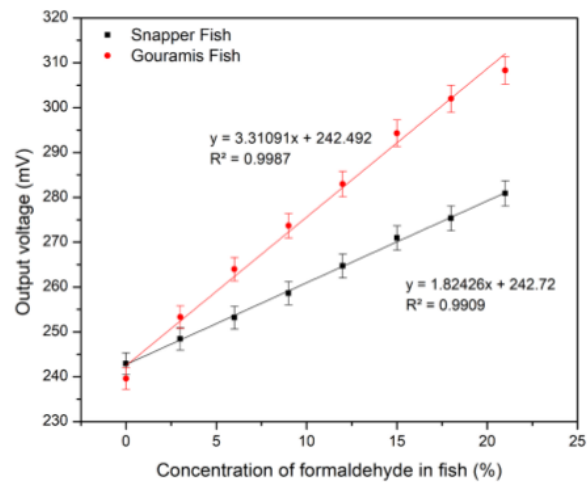 320
310
300
290
280
270
260
250
240
230
Output voltage (mV)
Snapper Fish
Gouramis Fish
y = 3.31091x + 242.492
R² = 0.9987
y = 1.82426x + 242.72
R² = 0.9909
0
5
10
15
20
25
Concentration of formaldehyde in fish (%)